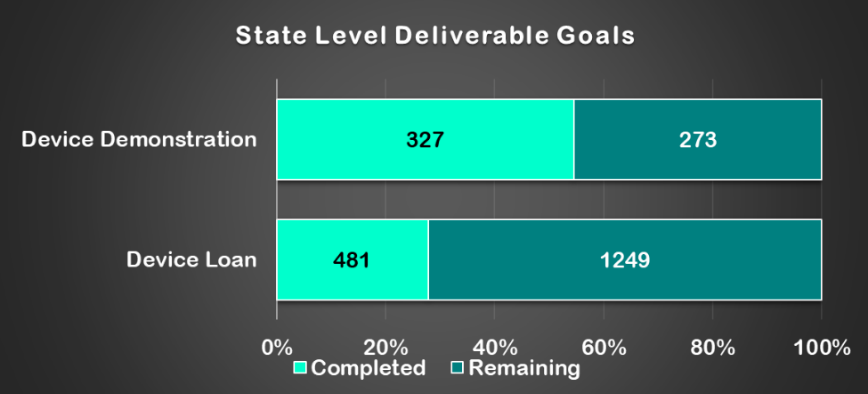 State Level Deliverable Goals
Device Demonstration 327 273
Device Loan 481 1249
0% 20% 40% 60% 80% 100%
Completed Remaining